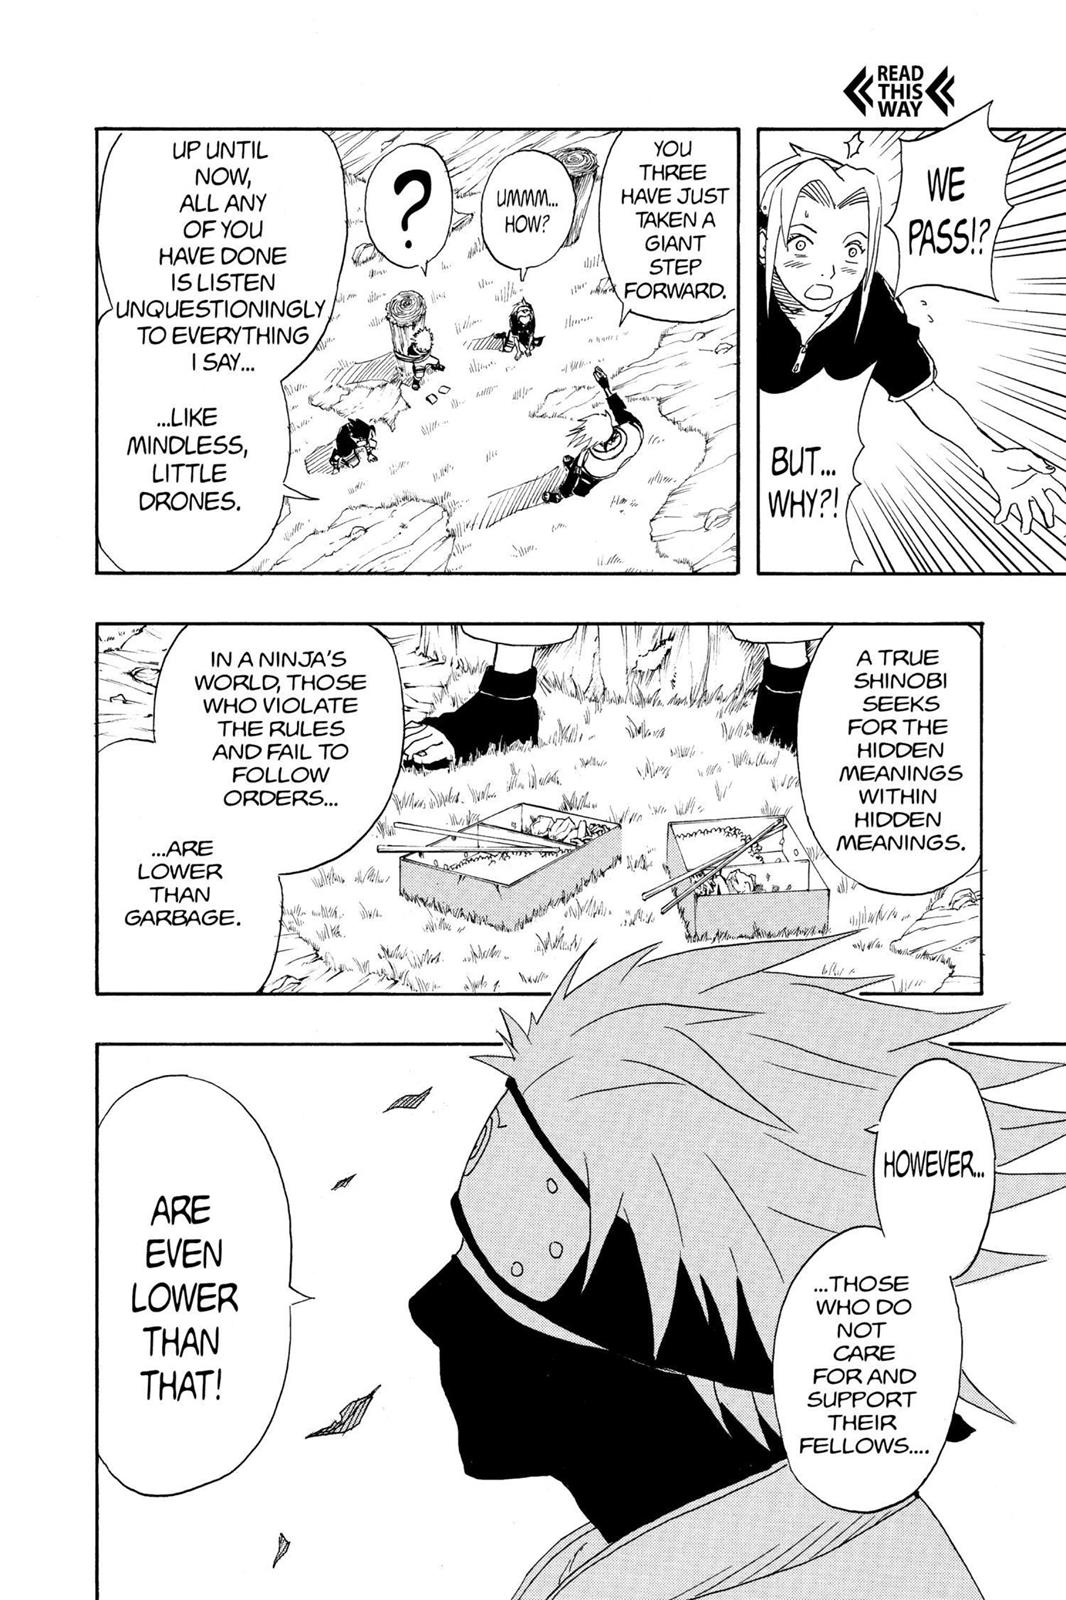 READ
THIS
WAY
WE
PASS!?
BUT...
WHY?!
YOU
THREE
HAVE JUST
TAKEN A
GIANT
STEP
FORWARD.
UMMM...
HOW?
?
UP UNTIL
NOW,
ALL ANY
OF YOU
HAVE DONE
IS LISTEN
UNQUESTIONINGLY
TO EVERYTHING
I SAY...
...LIKE
MINDLESS,
LITTLE
DRONES.
A TRUE
SHINOBI
SEEKS
FOR THE
HIDDEN
MEANINGS
WITHIN
HIDDEN
MEANINGS.
IN A NINJA'S
WORLD, THOSE
WHO VIOLATE
THE RULES
AND FAIL TO
FOLLOW
ORDERS...
...ARE
LOWER
THAN
GARBAGE.
HOWEVER...
...THOSE
WHO DO
NOT
CARE
FOR AND
SUPPORT
THEIR
FELLOWS....
ARE
EVEN
LOWER
THAN
THAT!